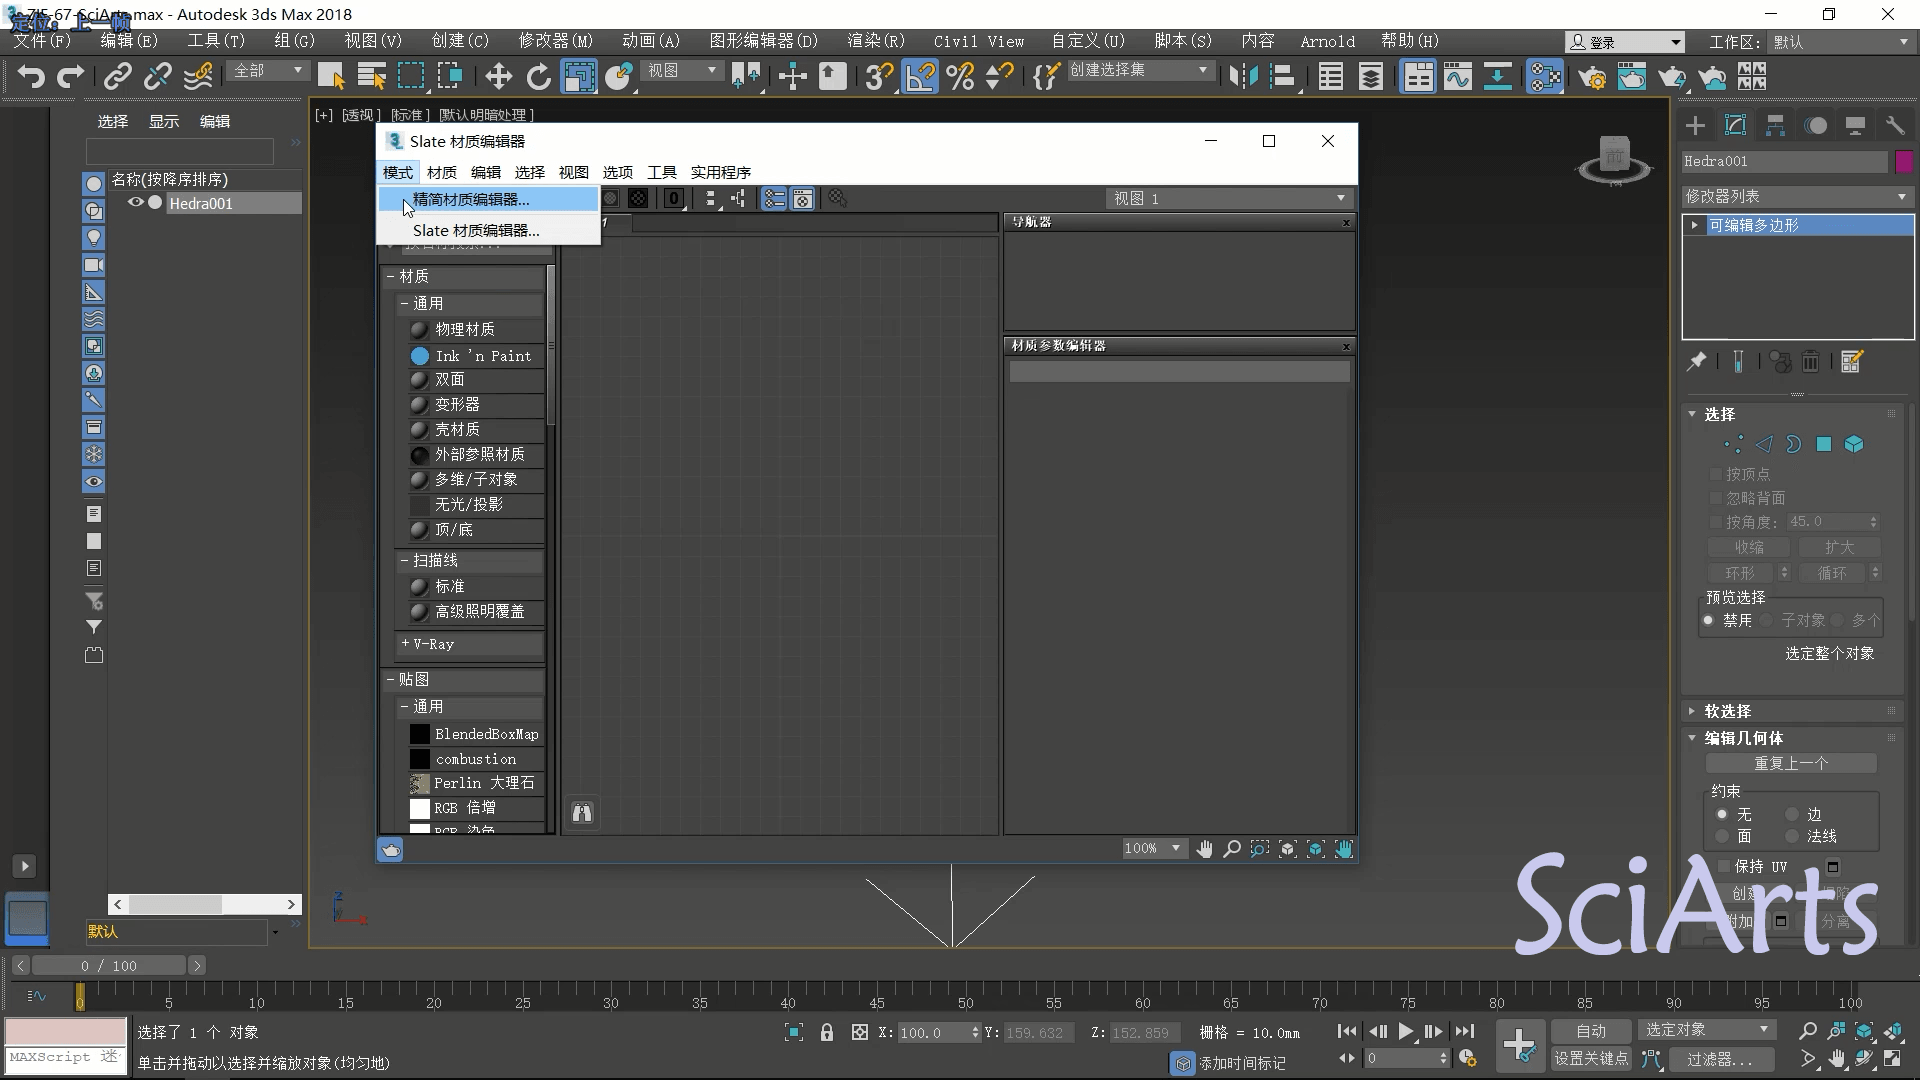 ZIF-67-SciArts.max - Autodesk 3ds Max 2018
定位: 上一帧
文件(F) 编辑(E) 工具(T) 组(G) 视图(V) 创建(C) 修改器(M) 动画(A) 图形编辑器(D) 渲染(R) Civil View 自定义(U) 脚本(S) 内容 Arnold 帮助(H)
登录
工作区: 默认
全部
视图
创建选择集
选择 显示 编辑
名称(按降序排序)
Hedra001
默认
[+] [透视] [标准] [默认明暗处理]
Slate 材质编辑器
模式 材质 编辑 选择 视图 选项 工具 实用程序
精简材质编辑器...
Slate 材质编辑器...
视图 1
- 材质
- 通用
物理材质
Ink 'n Paint
双面
变形器
壳材质
外部参照材质
多维/子对象
无光/投影
顶/底
- 扫描线
标准
高级照明覆盖
+ V-Ray
- 贴图
- 通用
BlendedBoxMap
combustion
Perlin 大理石
RGB 倍增
RGB 染色
导航器
材质参数编辑器
100%
前
Hedra001
修改器列表
可编辑多边形
选择
按顶点
忽略背面
按角度: 45.0
收缩 扩大
环形 循环
预览选择
禁用 子对象 多个
选定整个对象
软选择
编辑几何体
重复上一个
约束
无 边
面 法线
保持 UV
创建
附加 分离
SciArts
0 / 100
0 5 10 15 20 25 30 35 40 45 50 55 60 65 70 75 80 85 90 95 100
选择了 1 个 对象
X: 100.0 Y: 159.632 Z: 152.859 栅格 = 10.0mm
自动 选定对象
MAXScript 迷
单击并拖动以选择并缩放对象(均匀地)
添加时间标记
0
设置关键点 过滤器...